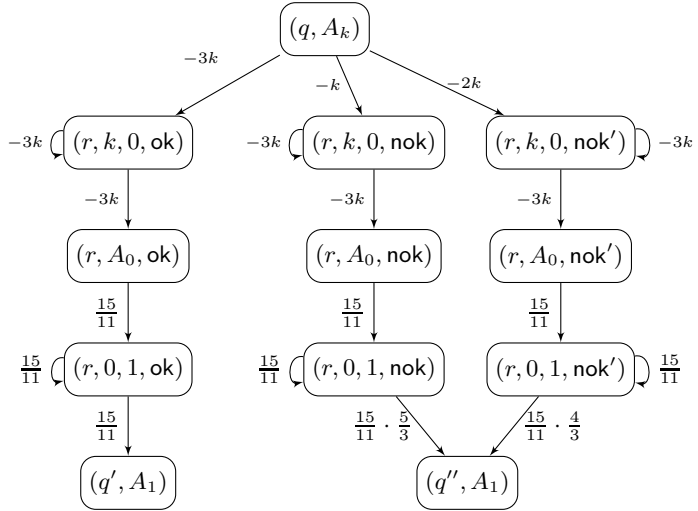 (q, A_k)
−3k
−k
−2k
−3k (r, k, 0, ok) −3k (r, k, 0, nok) (r, k, 0, nok′) −3k
−3k −3k −3k
(r, A_0, ok) (r, A_0, nok) (r, A_0, nok′)
15/11 15/11 15/11
15/11 (r, 0, 1, ok) 15/11 (r, 0, 1, nok) (r, 0, 1, nok′) 15/11
15/11 15/11 · 5/3 15/11 · 4/3
(q′, A_1) (q″, A_1)